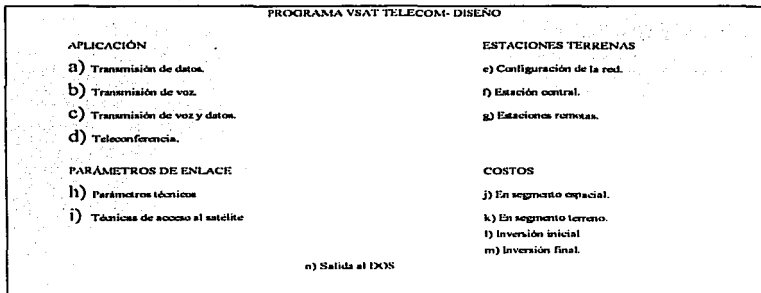 PROGRAMA VSAT TELECOM- DISEÑO
APLICACIÓN
a) Transmisión de datos.
b) Transmisión de voz.
c) Transmisión de voz y datos.
d) Teleconferencia.
ESTACIONES TERRENAS
e) Configuración de la red.
f) Estación central.
g) Estaciones remotas.
PARÁMETROS DE ENLACE
h) Parámetros técnicos
i) Técnicas de acceso al satélite
COSTOS
j) En segmento espacial.
k) En segmento terreno.
l) Inversión inicial
m) Inversión final.
n) Salida al DOS